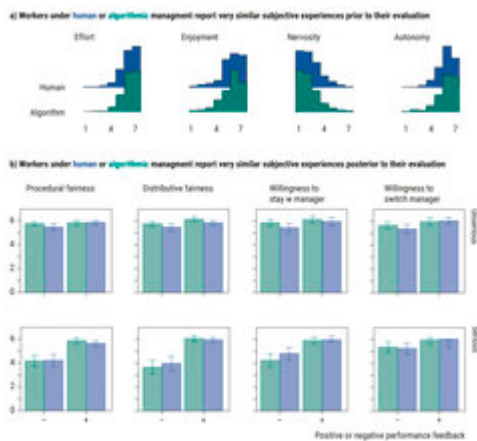 a) Workers under human or algorithmic managment report very similar subjective experiences prior to their evaluation
Effort Enjoyment Nervosity Autonomy
Human
Algorithm
1 4 7 1 4 7 1 4 7 1 4 7
b) Workers under human or algorithmic managment report very similar subjective experiences posterior to their evaluation
Procedural fairness Distributive fairness Willingness to Willingness to
stay w manager switch manager
6
4
2
0
6
4
2
0
- + - + - + - +
Positive or negative performance feedback